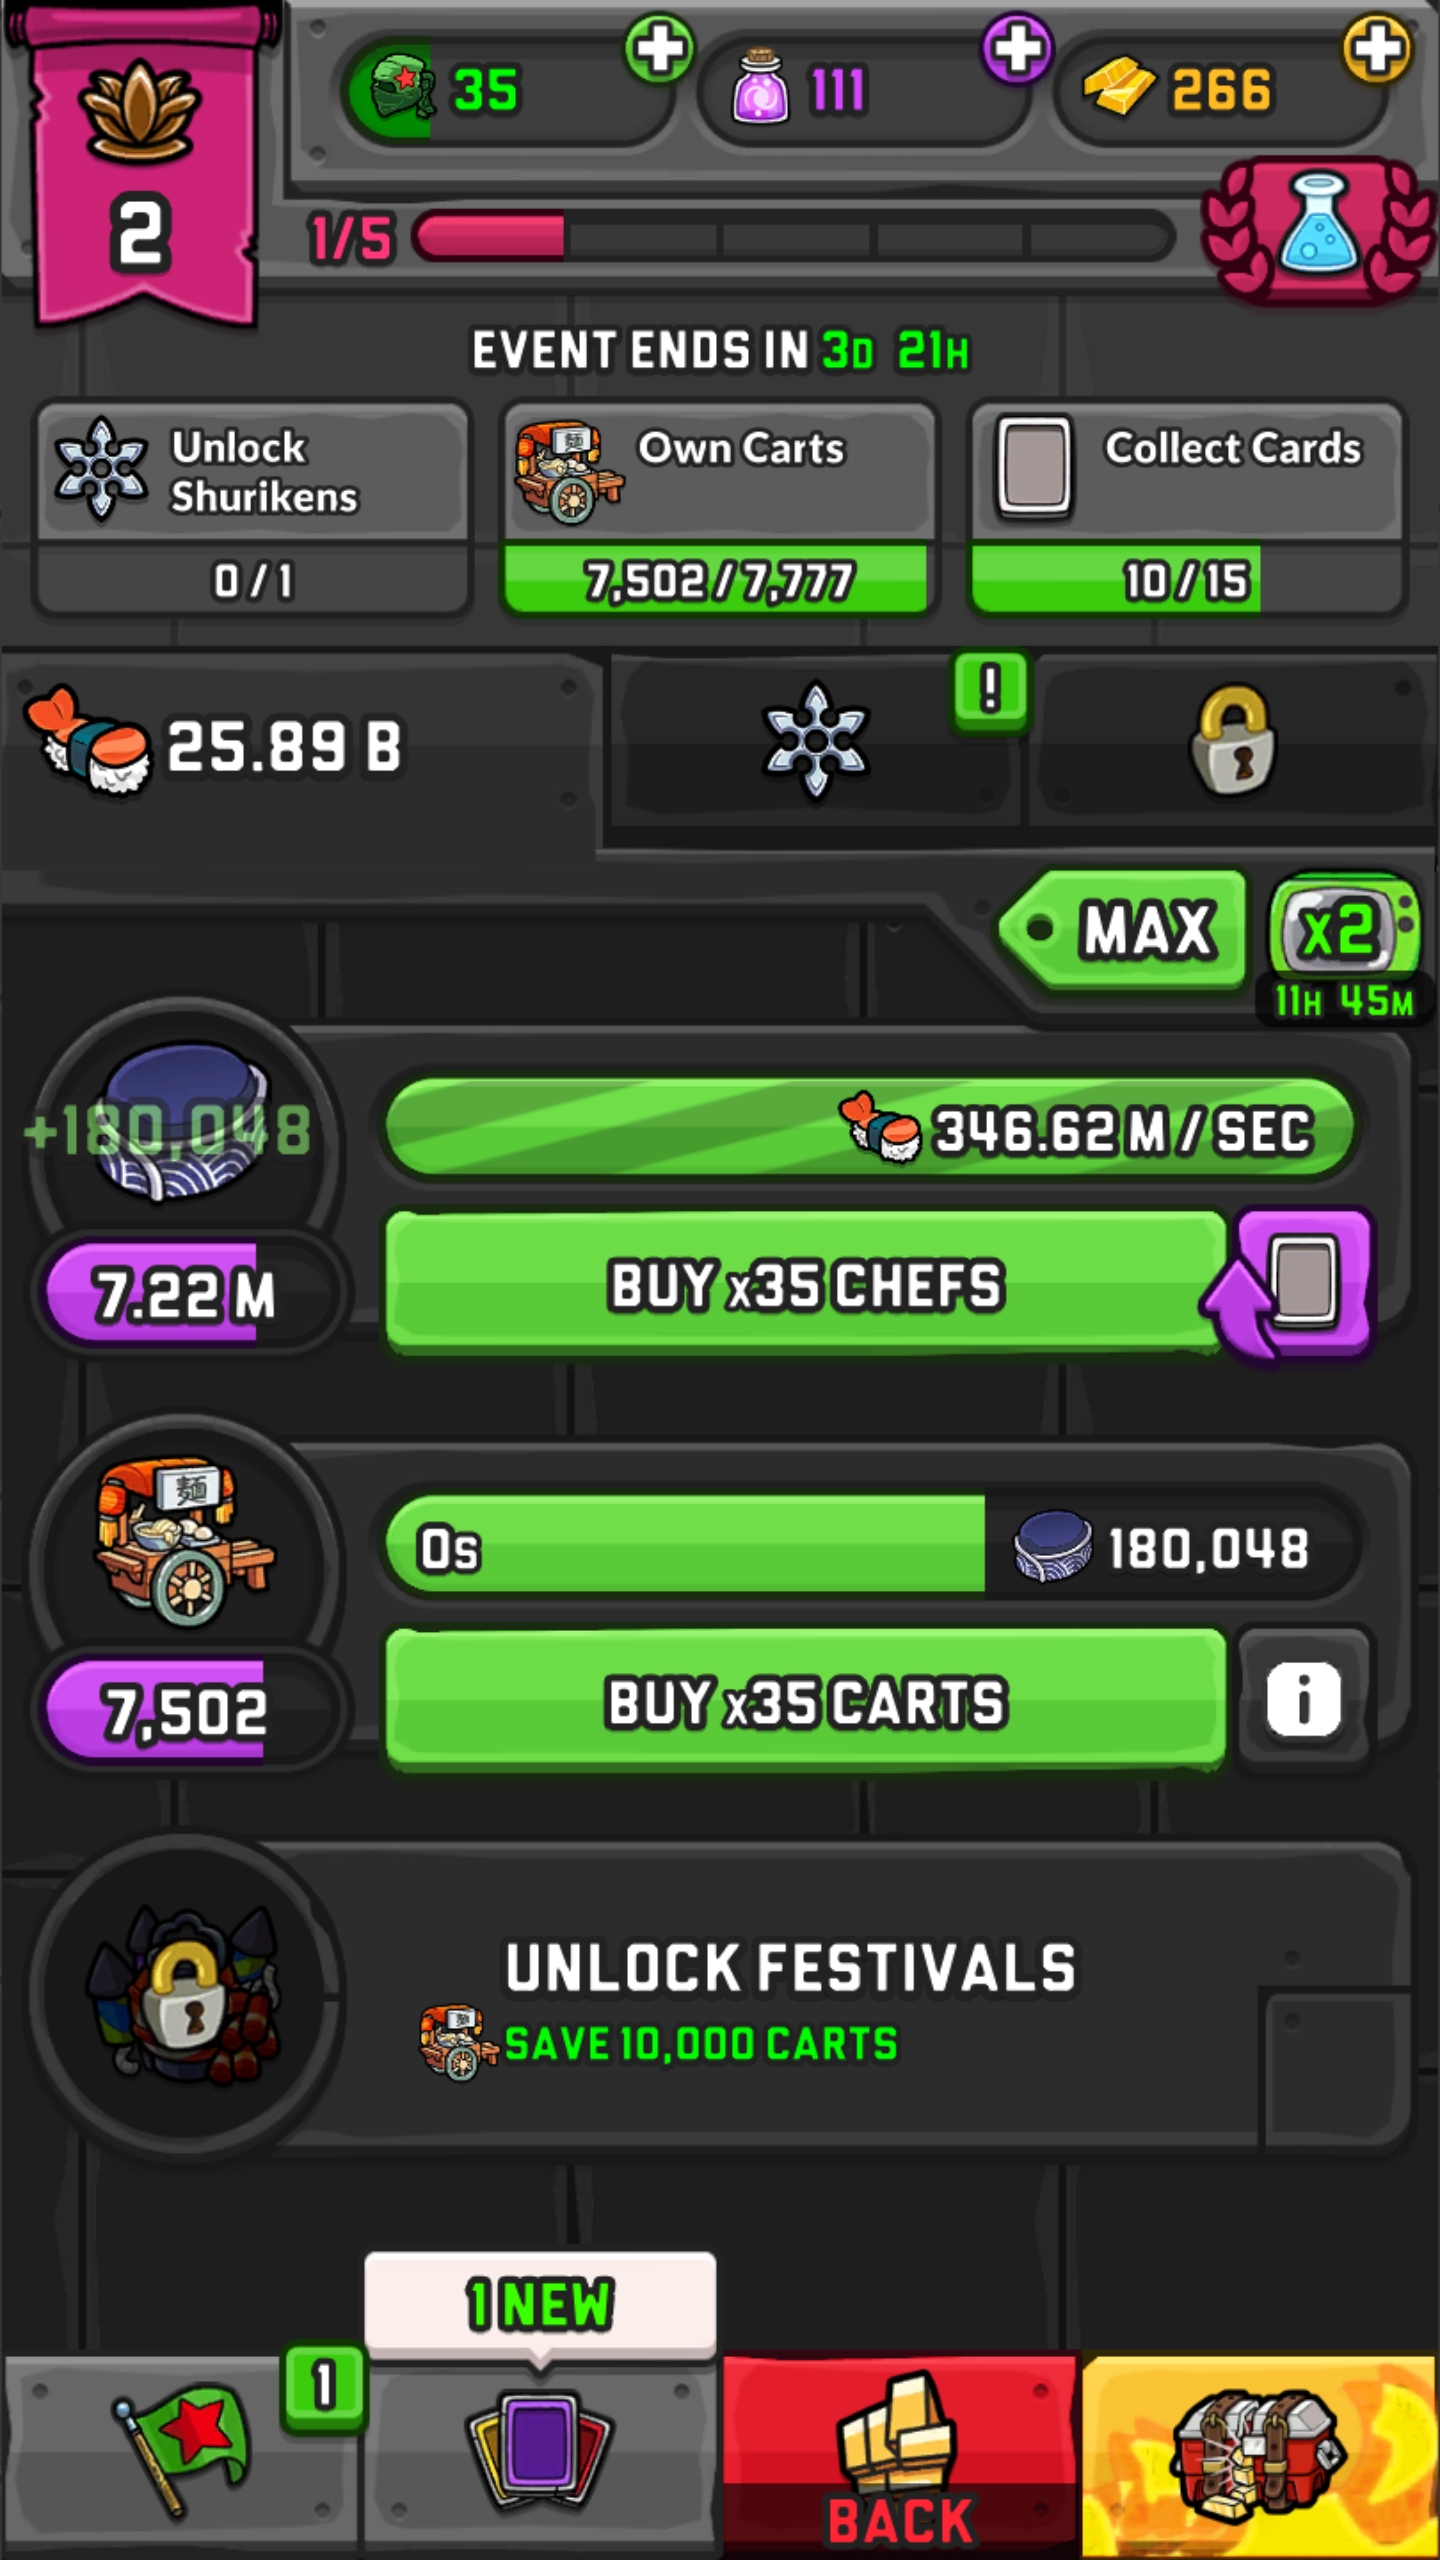 35
111
266
2
1/5
EVENT ENDS IN 3D 21H
Unlock
Shurikens
0 / 1
Own Carts
7,502 / 7,777
Collect Cards
10 / 15
25.89 B
!
MAX
x2
11H 45M
+180,048
346.62 M / SEC
7.22 M
BUY x35 CHEFS
麺
0s
180,048
7,502
BUY x35 CARTS
i
UNLOCK FESTIVALS
SAVE 10,000 CARTS
1 NEW
1
BACK